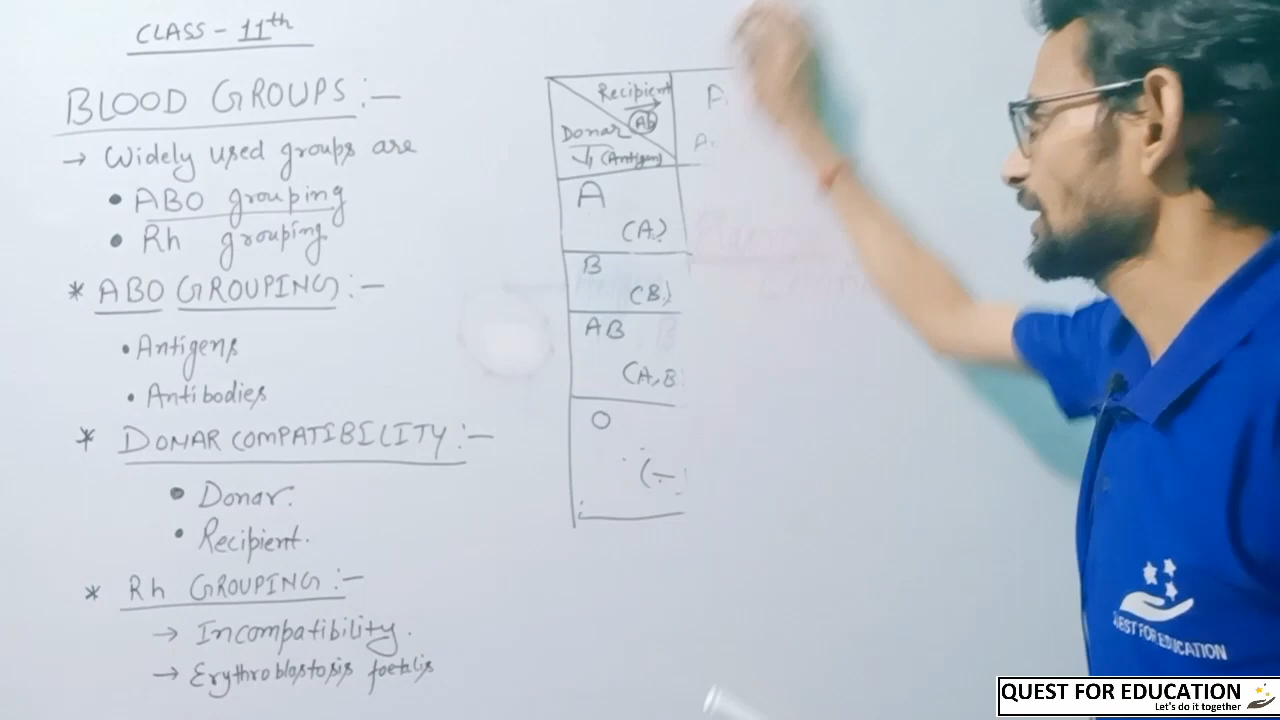 CLASS - 11th
BLOOD GROUPS :-
→ Widely used groups are
• ABO grouping
• Rh grouping
* ABO GROUPING :-
• Antigens
• Antibodies
* DONAR COMPATIBILITY :-
• Donar.
• Recipient.
* Rh GROUPING :-
→ Incompatibility.
→ Erythroblastosis foetalis
Recipient
Ab
Donar
(Antigen)
A
(A)
B
(B)
AB
(A,B
O
(-
QUEST FOR EDUCATION
QUEST FOR EDUCATION
Let's do it together